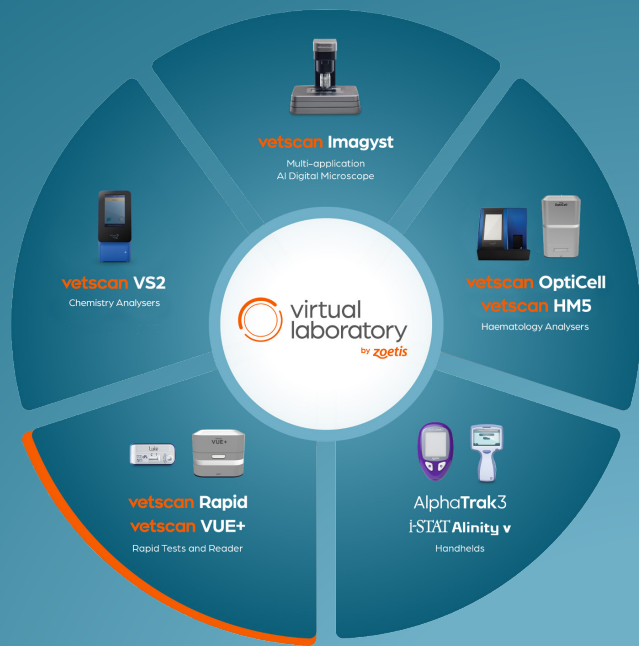 vetscan Imagyst
Multi-application
AI Digital Microscope
vetscan VS2
Chemistry Analysers
vetscan OptiCell
vetscan HM5
Haematology Analysers
virtual
laboratory
by zoetis
VUE+
vetscan Rapid
vetscan VUE+
Rapid Tests and Reader
AlphaTrak3
i-STAT Alinity v
Handhelds